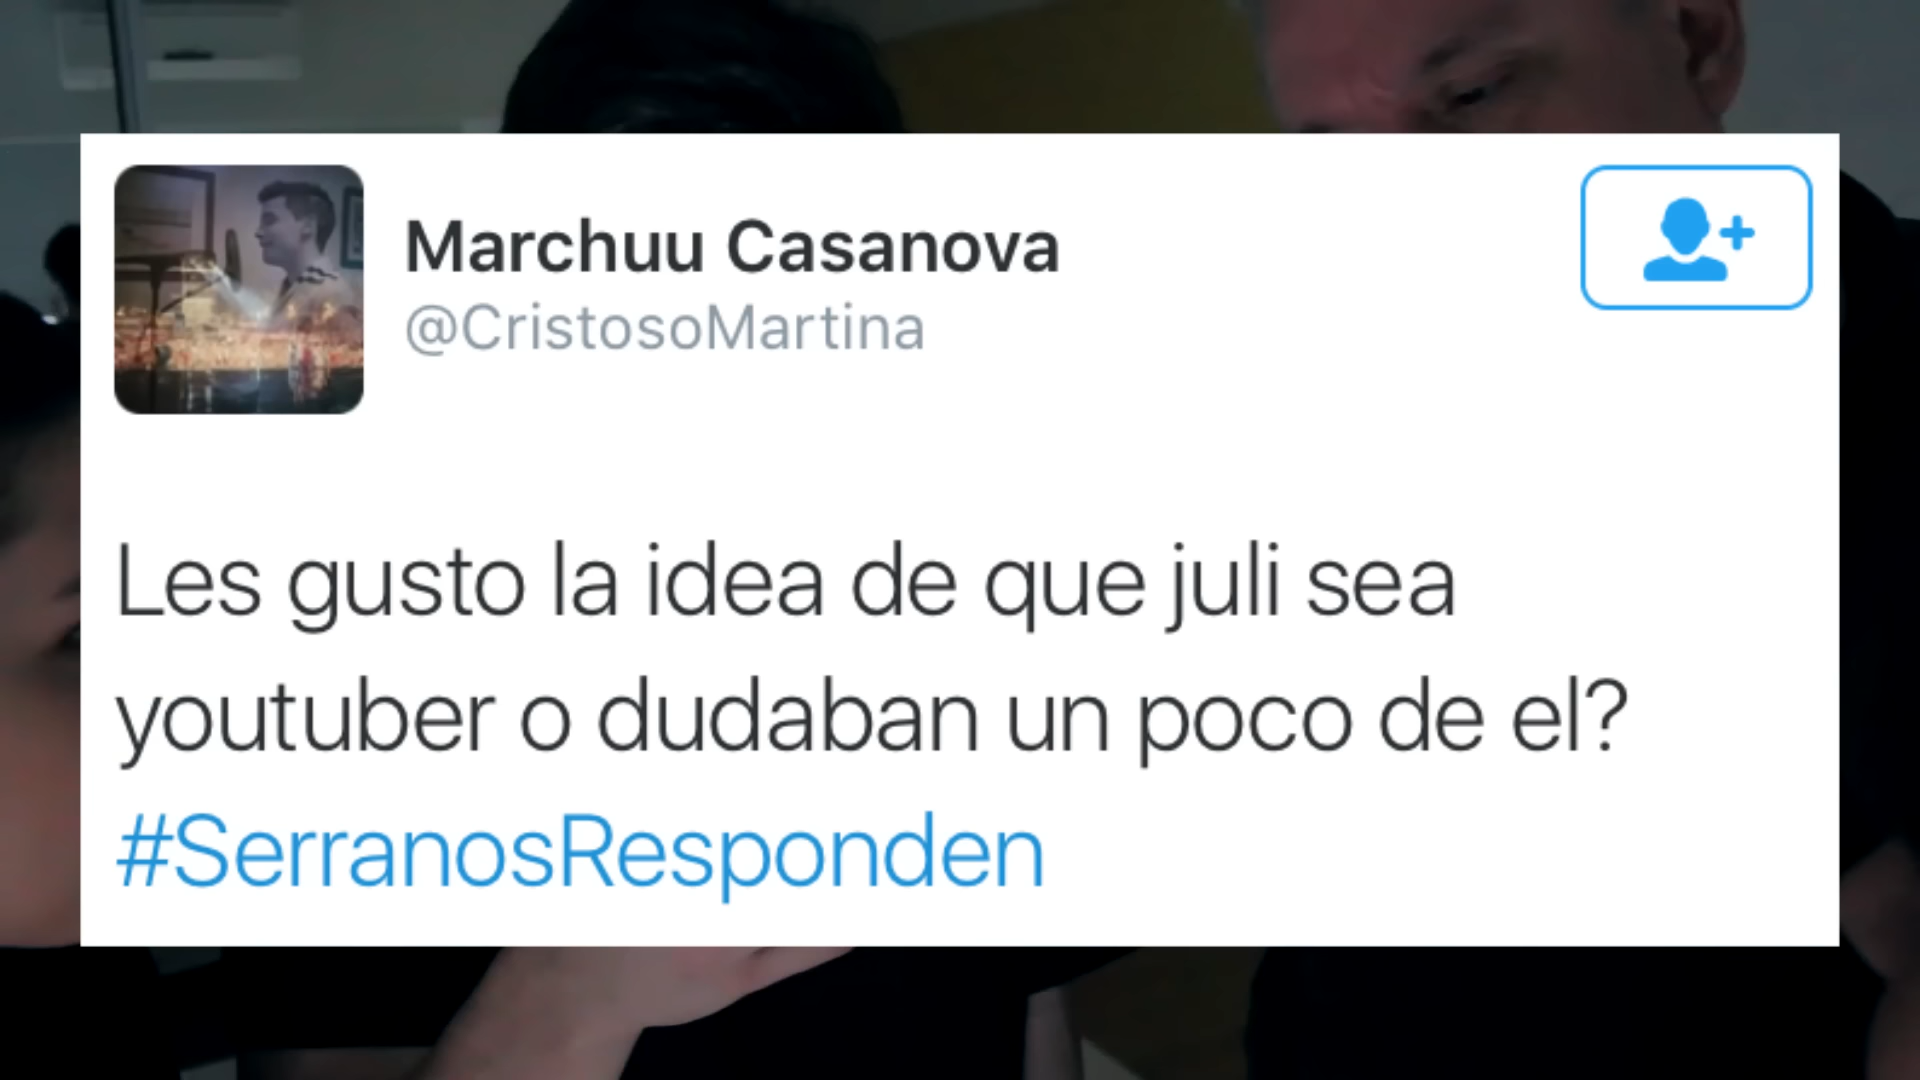 Marchuu Casanova
@CristosoMartina
Les gusto la idea de que juli sea
youtuber o dudaban un poco de el?
#SerranosResponden